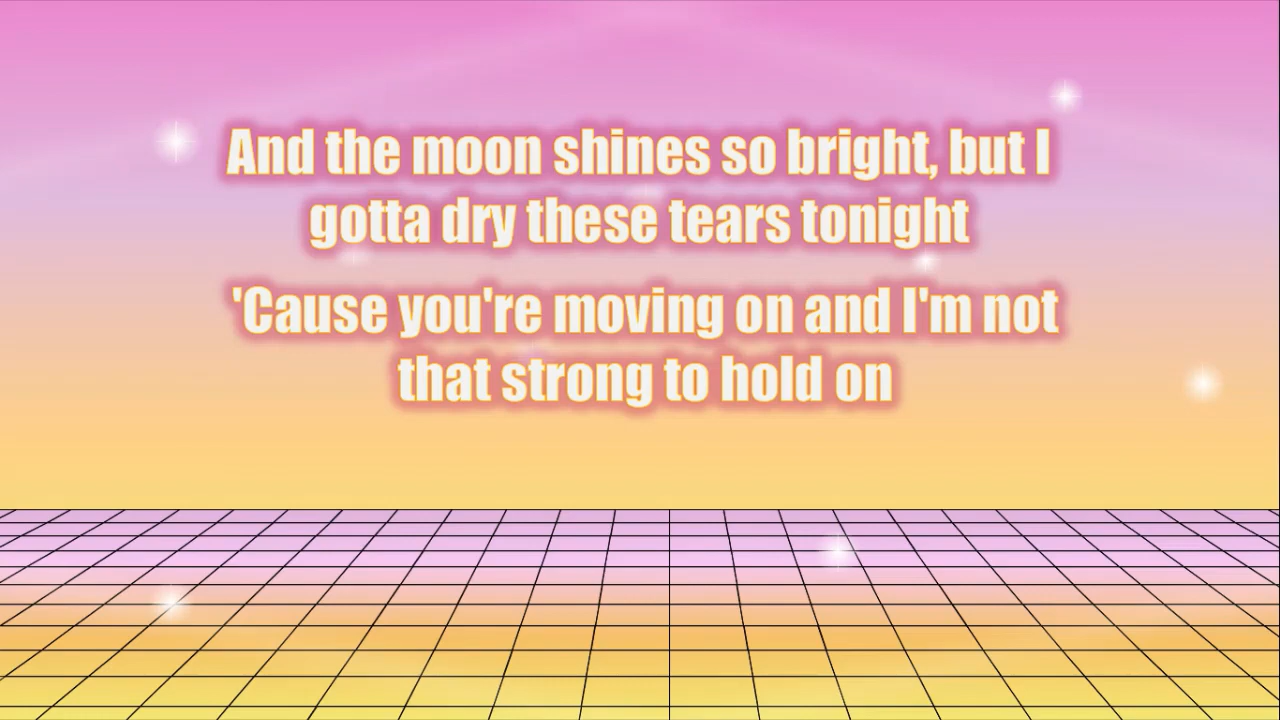 And the moon shines so bright, but I
gotta dry these tears tonight
'Cause you're moving on and I'm not
that strong to hold on